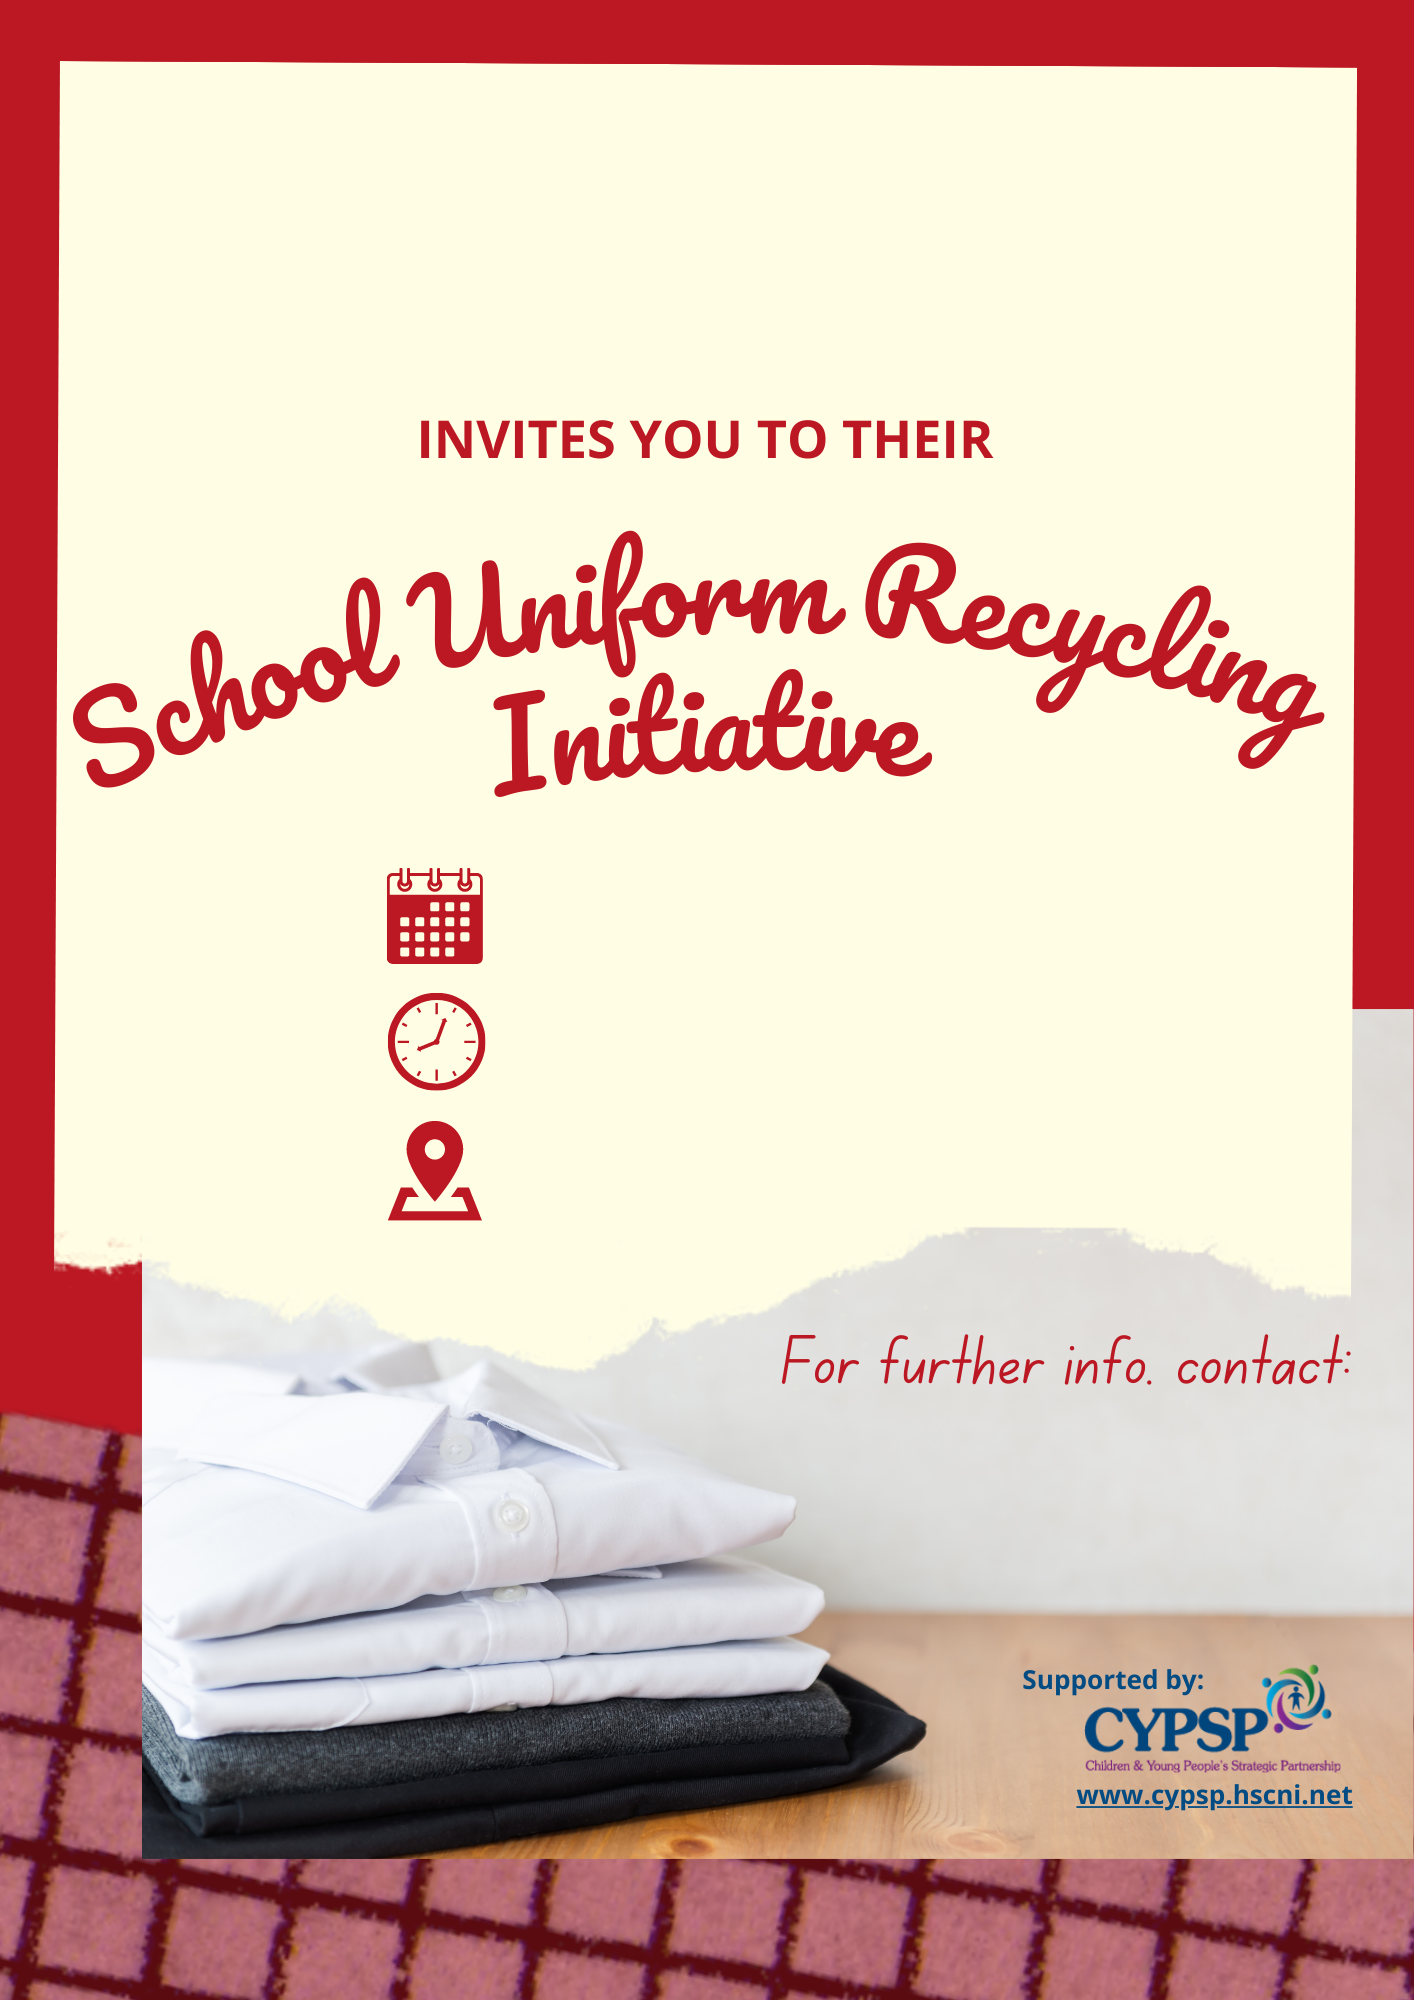 INVITES YOU TO THEIR
School Uniform Recycling
Initiative
For further info. contact:
Supported by:
CYPSP
Children & Young People's Strategic Partnership
www.cypsp.hscni.net